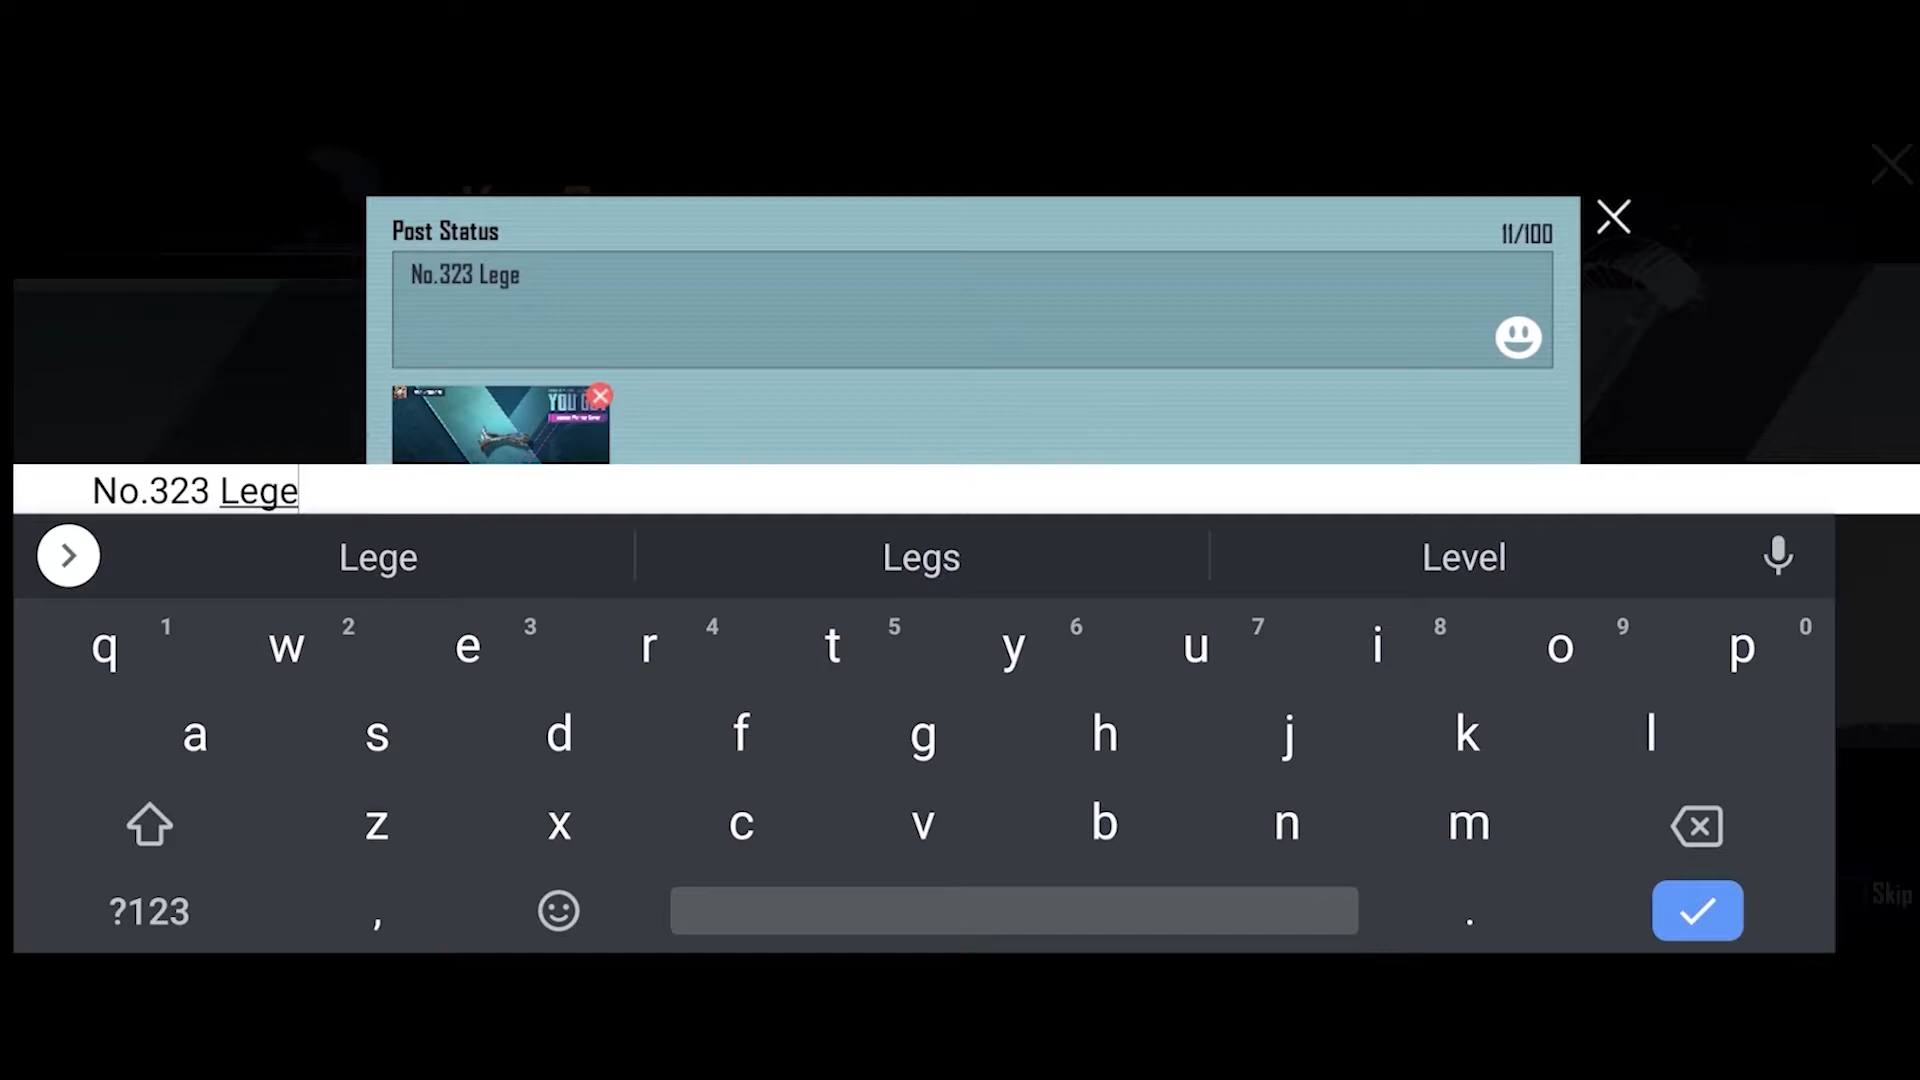 Post Status
11/100
No.323 Lege
YOU G
No.323 Lege
Lege Legs Level
q 1 w 2 e 3 r 4 t 5 y 6 u 7 i 8 o 9 p 0
a s d f g h j k l
z x c v b n m
?123 , .
Skip